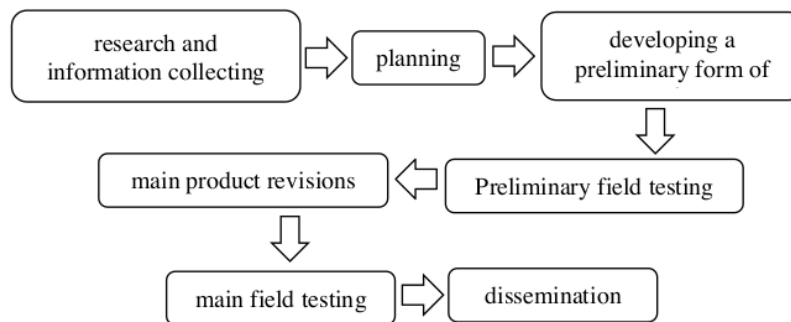 research and
information collecting
planning
developing a
preliminary form of
Preliminary field testing
main product revisions
main field testing
dissemination